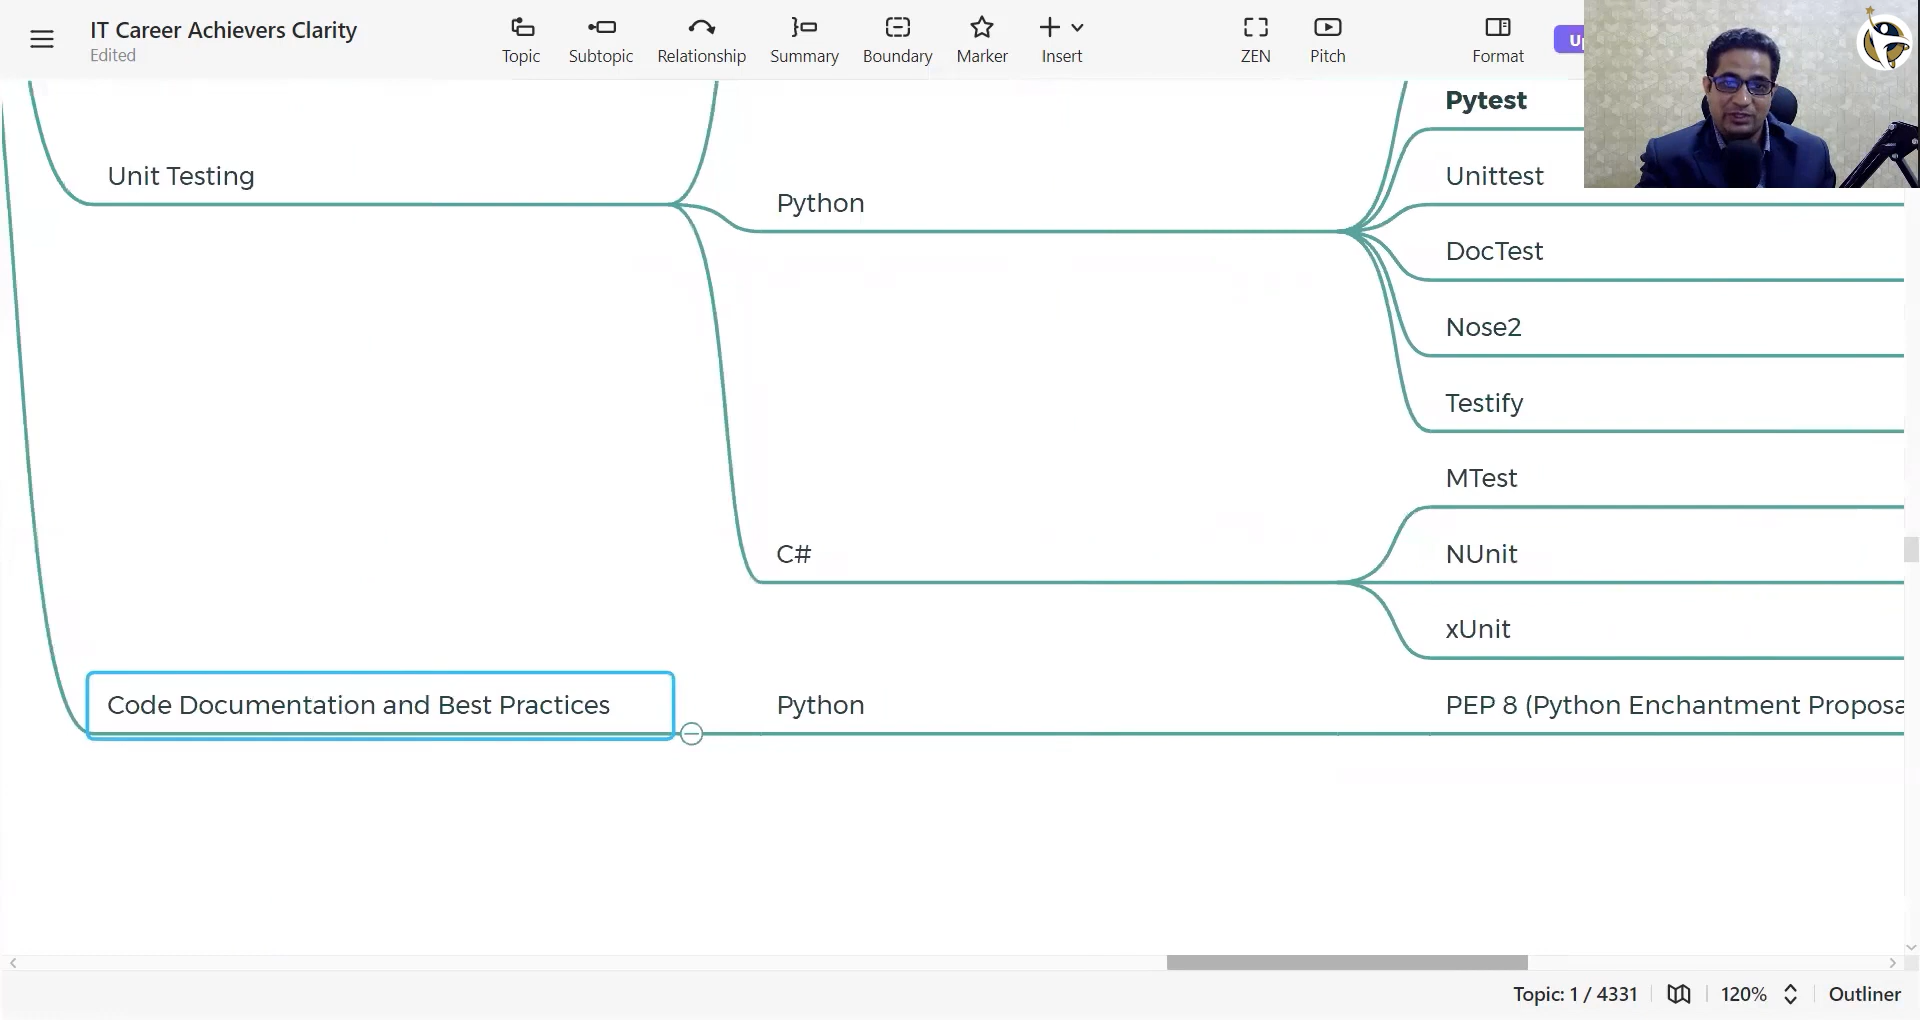 IT Career Achievers Clarity
Edited
Topic
Subtopic
Relationship
Summary
Boundary
Marker
Insert
ZEN
Pitch
Format
Up
Pytest
Unit Testing
Python
Unittest
DocTest
Nose2
Testify
MTest
C#
NUnit
xUnit
Code Documentation and Best Practices
Python
PEP 8 (Python Enchantment Proposa
Topic: 1 / 4331
120%
Outliner